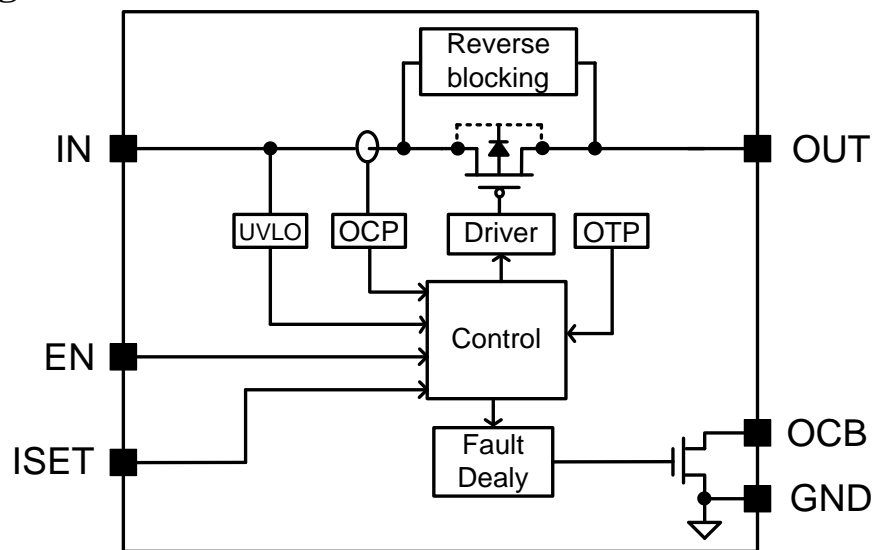 Reverse
blocking
IN
OUT
UVLO
OCP
Driver
OTP
Control
EN
ISET
Fault
Dealy
OCB
GND